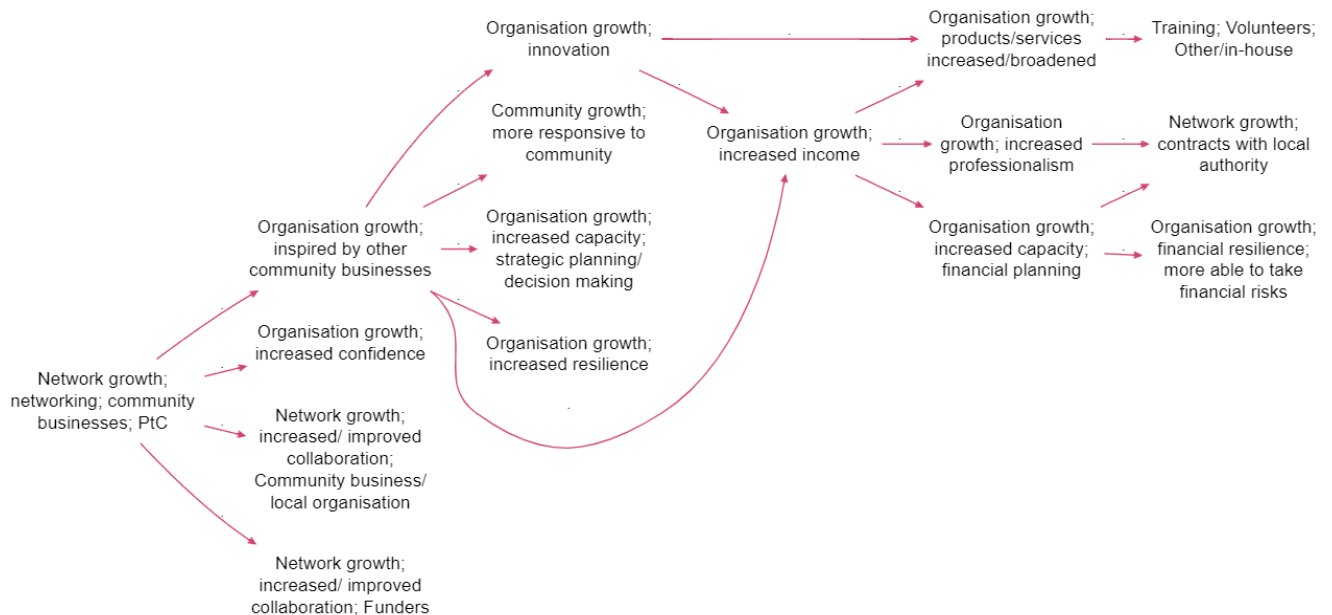 Organisation growth;
innovation
Organisation growth;
products/services
increased/broadened
Training; Volunteers;
Other/in-house
Community growth;
more responsive to
community
Organisation growth;
increased income
Organisation
growth; increased
professionalism
Network growth;
contracts with local
authority
Organisation growth;
inspired by other
community businesses
Organisation growth;
increased capacity;
strategic planning/
decision making
Organisation growth;
increased capacity;
financial planning
Organisation growth;
financial resilience;
more able to take
financial risks
Organisation growth;
increased confidence
Organisation growth;
increased resilience
Network growth;
networking; community
businesses; PtC
Network growth;
increased/ improved
collaboration;
Community business/
local organisation
Network growth;
increased/ improved
collaboration; Funders